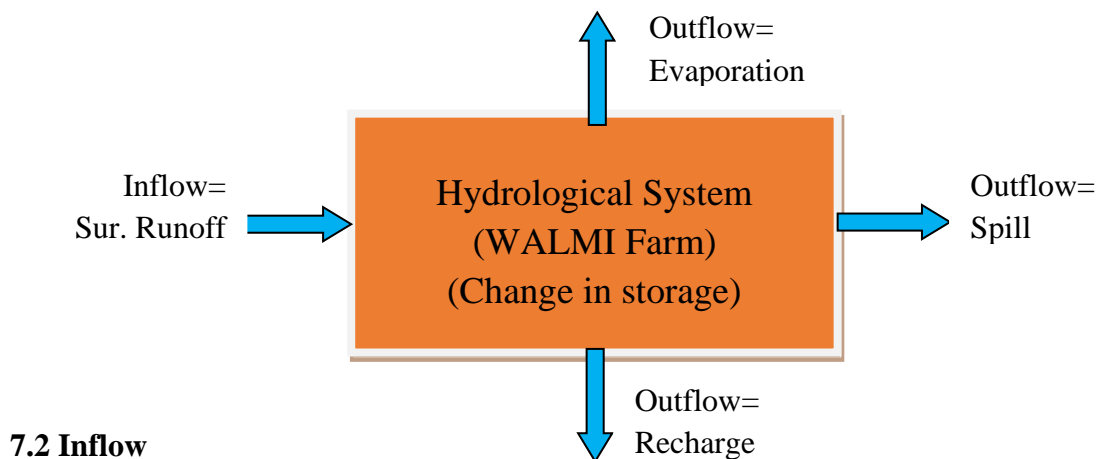 Outflow=
Evaporation
Inflow=
Sur. Runoff
Hydrological System
(WALMI Farm)
(Change in storage)
Outflow=
Spill
Outflow=
Recharge
7.2 Inflow